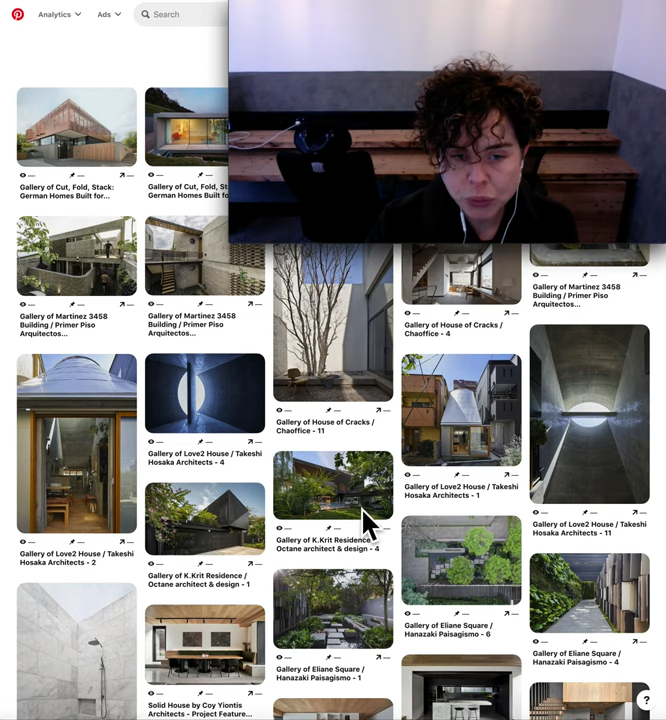 Analytics
Ads
Search
Gallery of Cut, Fold, Stack:
German Homes Built for...
Gallery of Cut, Fold, St
German Homes Built fo
Gallery of Martinez 3458
Building / Primer Piso
Arquitectos...
Gallery of Martinez 3458
Building / Primer Piso
Arquitectos...
Gallery of House of Cracks /
Chaoffice - 11
Gallery of House of Cracks /
Chaoffice - 4
Gallery of Martinez 3458
Building / Primer Piso
Arquitectos...
Gallery of Love2 House / Takeshi
Hosaka Architects - 2
Gallery of Love2 House / Takeshi
Hosaka Architects - 4
Gallery of K.Krit Residence
Octane architect & design - 4
Gallery of Love2 House / Takeshi
Hosaka Architects - 1
Gallery of Love2 House / Takeshi
Hosaka Architects - 11
Gallery of K.Krit Residence /
Octane architect & design - 1
Gallery of Eliane Square /
Hanazaki Paisagismo - 1
Gallery of Eliane Square /
Hanazaki Paisagismo - 6
Gallery of Eliane Square /
Hanazaki Paisagismo - 4
Solid House by Coy Yiontis
Architects - Project Feature...
?